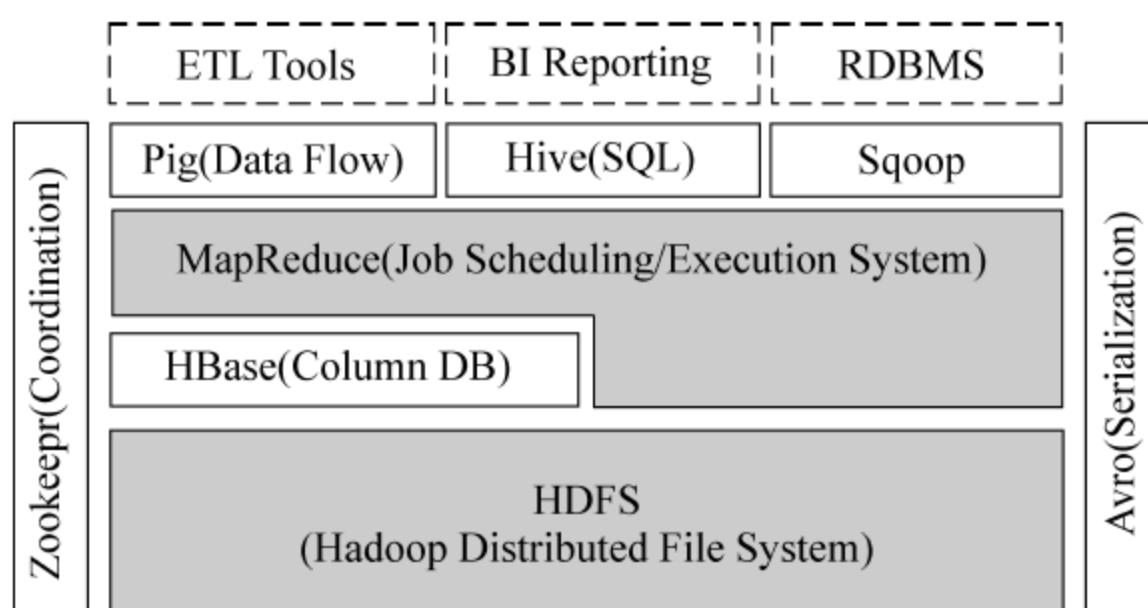 ETL Tools
BI Reporting
RDBMS
Pig(Data Flow)
Hive(SQL)
Sqoop
MapReduce(Job Scheduling/Execution System)
HBase(Column DB)
HDFS
(Hadoop Distributed File System)
Zookeepr(Coordination)
Avro(Serialization)